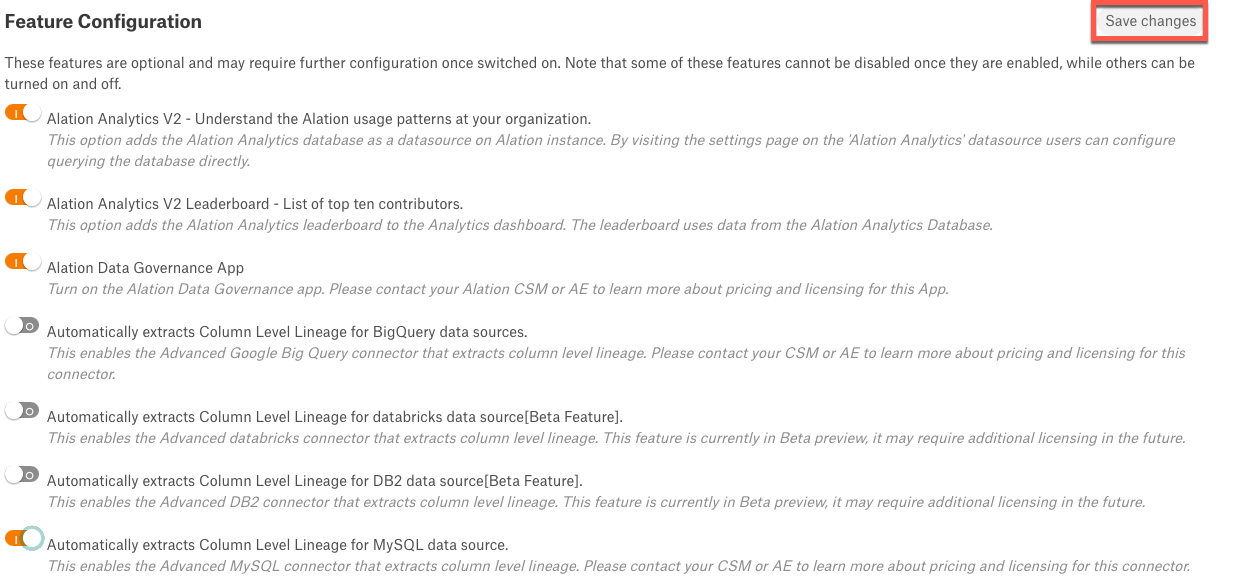 Feature Configuration
Save changes
These features are optional and may require further configuration once switched on. Note that some of these features cannot be disabled once they are enabled, while others can be
turned on and off.
Alation Analytics V2 - Understand the Alation usage patterns at your organization.
This option adds the Alation Analytics database as a datasource on Alation instance. By visiting the settings page on the 'Alation Analytics' datasource users can configure
querying the database directly.
Alation Analytics V2 Leaderboard - List of top ten contributors.
This option adds the Alation Analytics leaderboard to the Analytics dashboard. The leaderboard uses data from the Alation Analytics Database.
Alation Data Governance App
Turn on the Alation Data Governance app. Please contact your Alation CSM or AE to learn more about pricing and licensing for this App.
Automatically extracts Column Level Lineage for BigQuery data sources.
This enables the Advanced Google Big Query connector that extracts column level lineage. Please contact your CSM or AE to learn more about pricing and licensing for this
connector.
Automatically extracts Column Level Lineage for databricks data source[Beta Feature].
This enables the Advanced databricks connector that extracts column level lineage. This feature is currently in Beta preview, it may require additional licensing in the future.
Automatically extracts Column Level Lineage for DB2 data source[Beta Feature].
This enables the Advanced DB2 connector that extracts column level lineage. This feature is currently in Beta preview, it may require additional licensing in the future.
Automatically extracts Column Level Lineage for MySQL data source.
This enables the Advanced MySQL connector that extracts column level lineage. Please contact your CSM or AE to learn more about pricing and licensing for this connector.